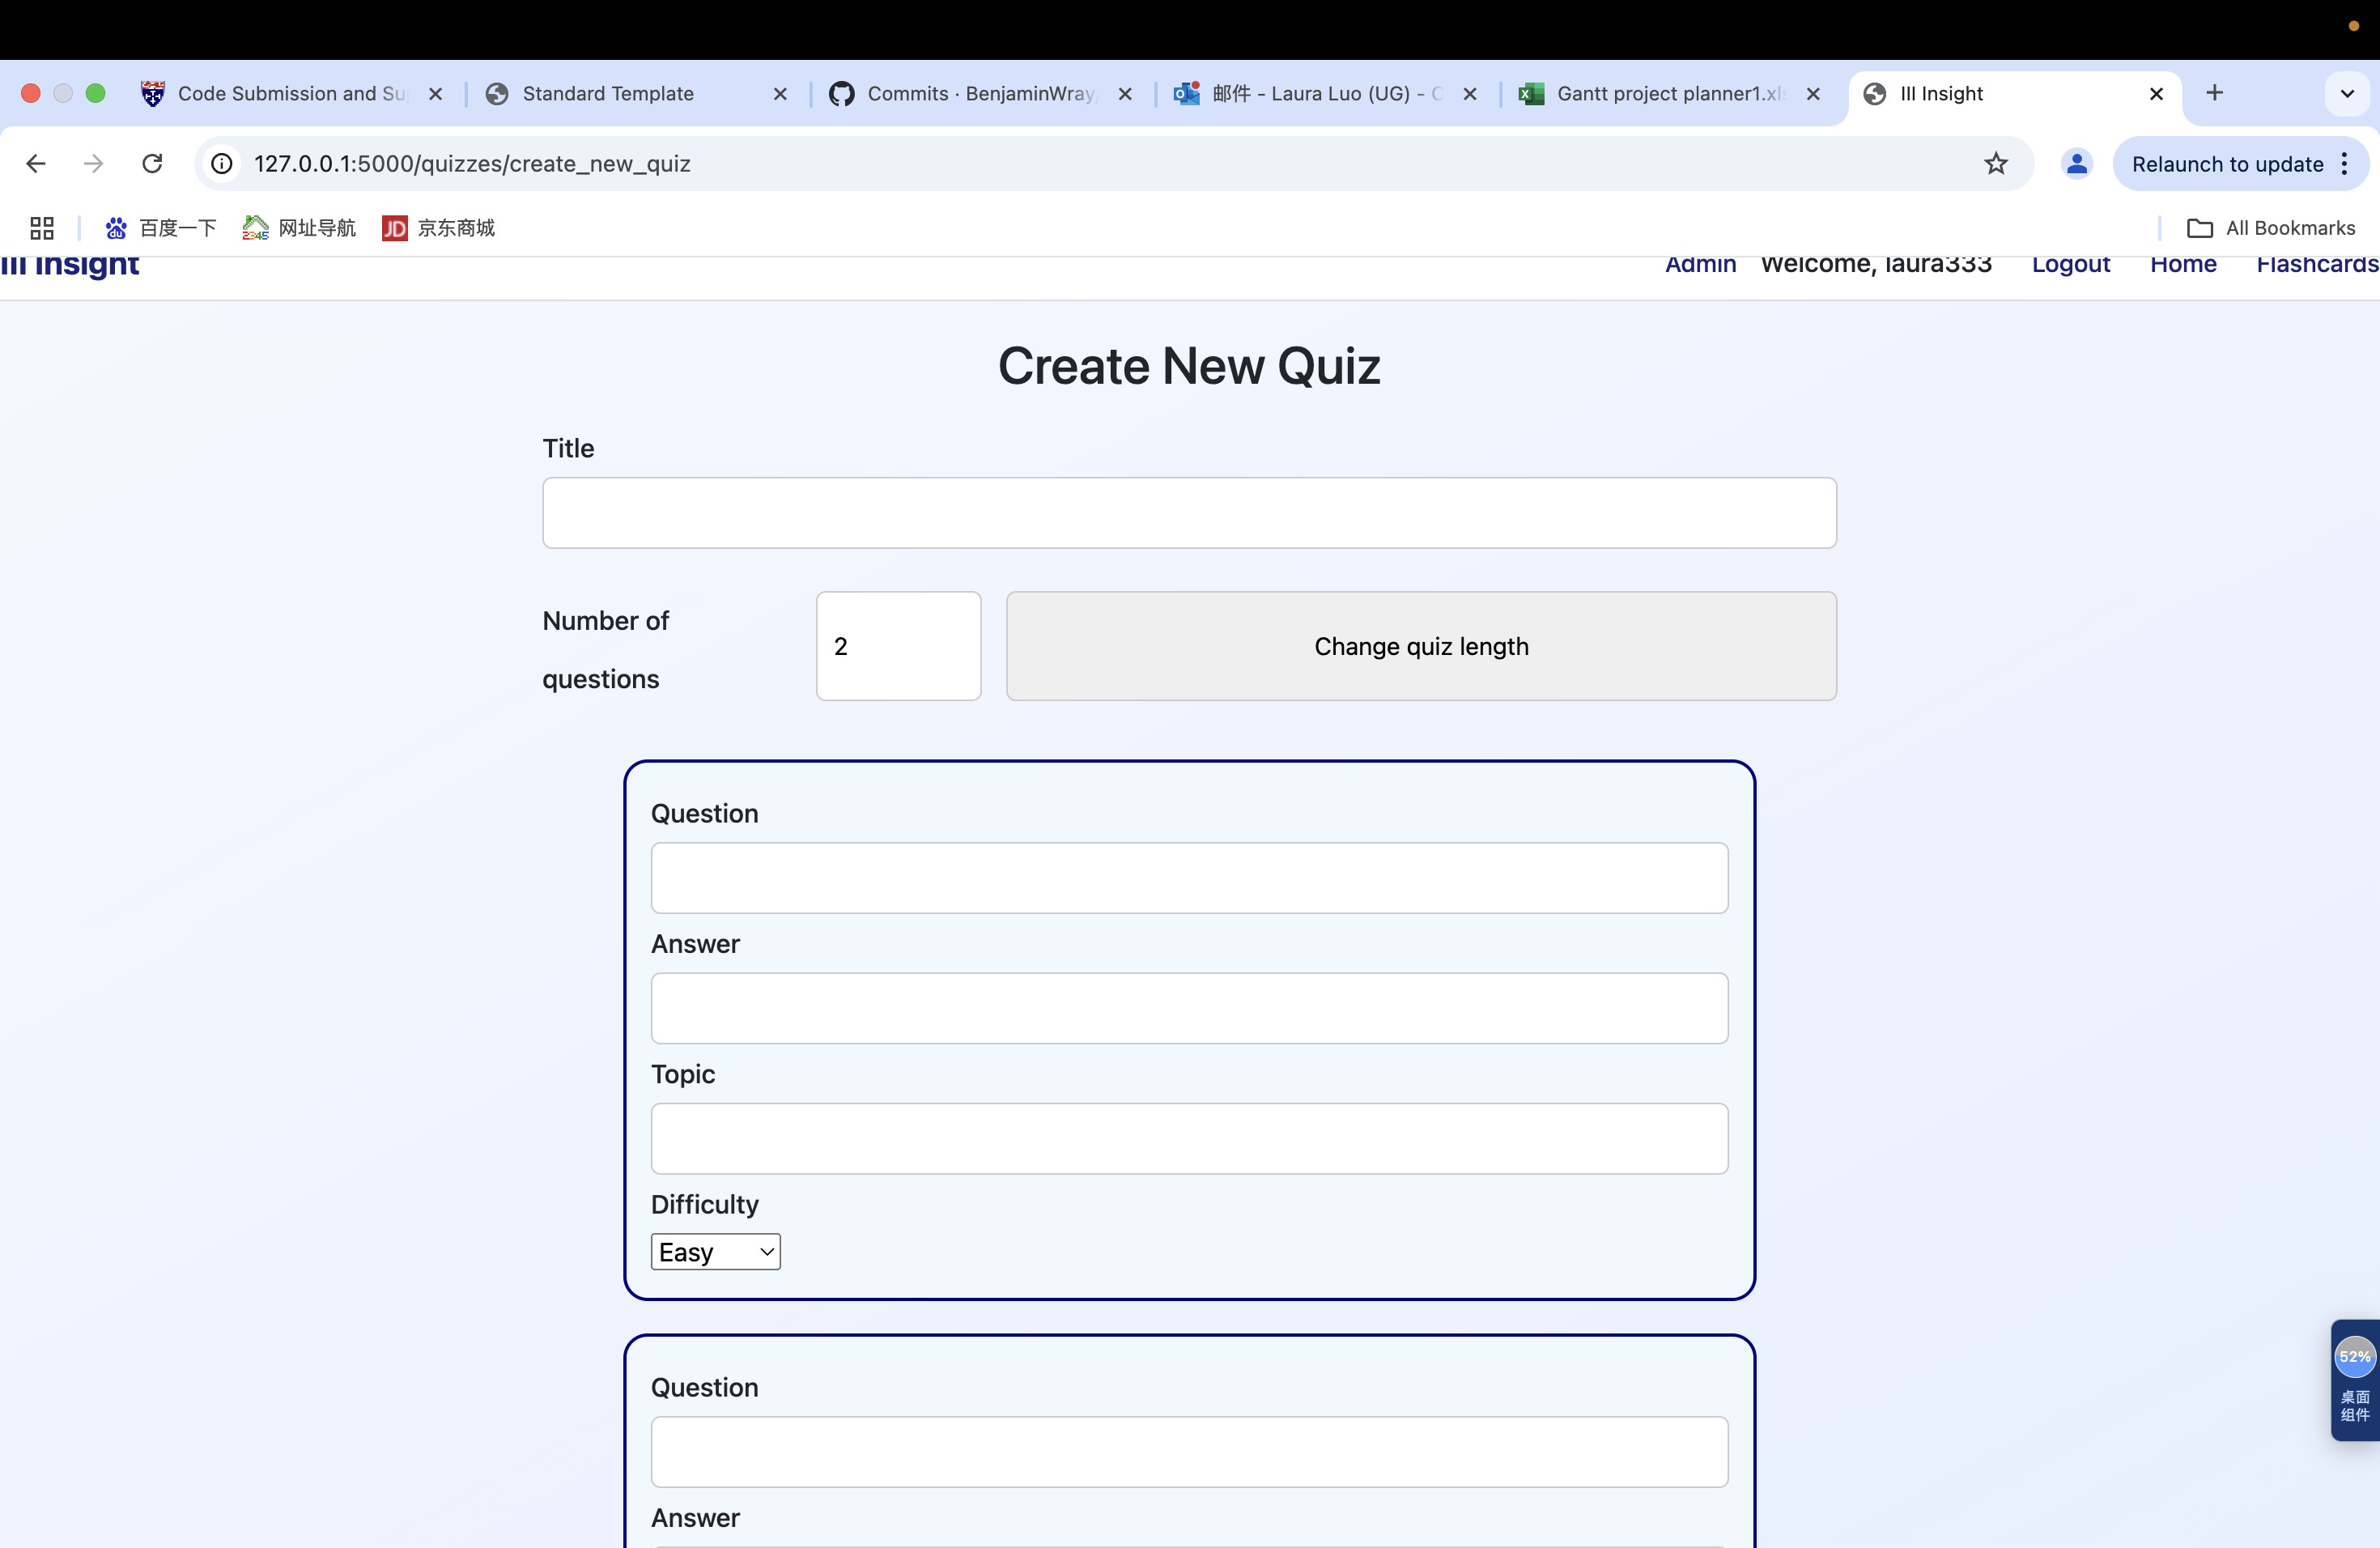 Code Submission and Su
Standard Template
Commits · BenjaminWray/
邮件 - Laura Luo (UG) - O
Gantt project planner1.xls
Ill Insight
127.0.0.1:5000/quizzes/create_new_quiz
Relaunch to update
百度一下
网址导航
京东商城
All Bookmarks
Ill Insight
Admin
Welcome, laura333
Logout
Home
Flashcards
Create New Quiz
Title
Number of
questions
2
Change quiz length
Question
Answer
Topic
Difficulty
Easy
Question
Answer
52%
桌面
组件